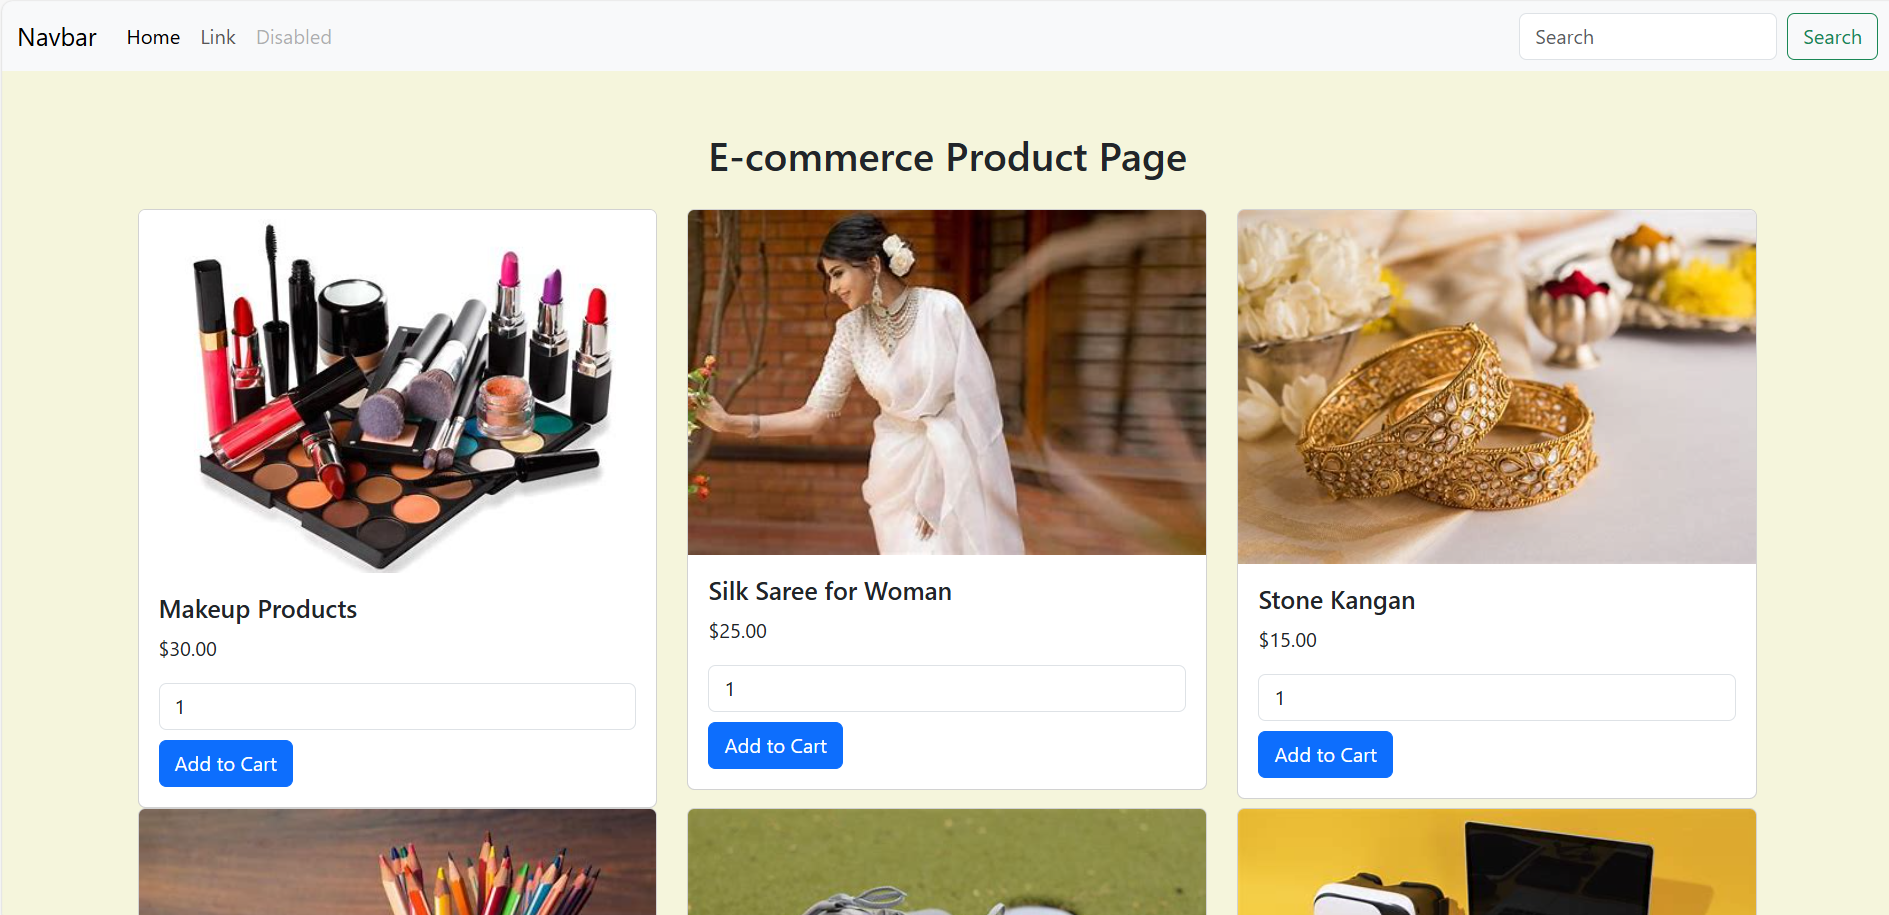 Navbar Home Link Disabled Search Search
E-commerce Product Page
Makeup Products
$30.00
1
Add to Cart
Silk Saree for Woman
$25.00
1
Add to Cart
Stone Kangan
$15.00
1
Add to Cart